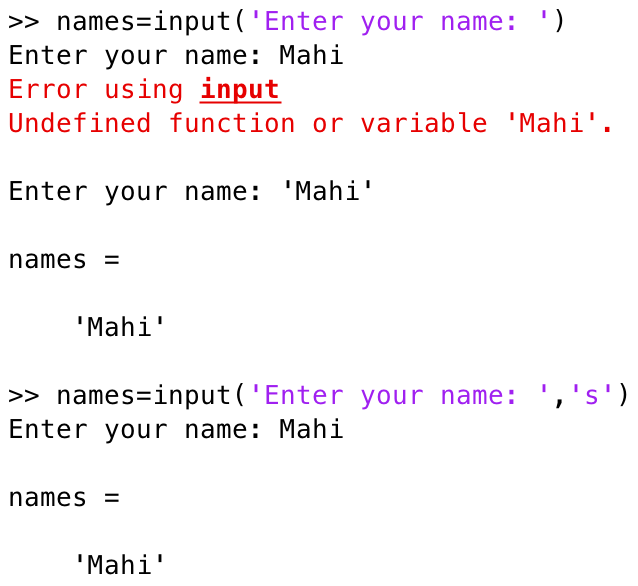 >> names=input('Enter your name: ')
Enter your name: Mahi
Error using input
Undefined function or variable 'Mahi'.
Enter your name: 'Mahi'
names =
'Mahi'
>> names=input('Enter your name: ','s')
Enter your name: Mahi
names =
'Mahi'